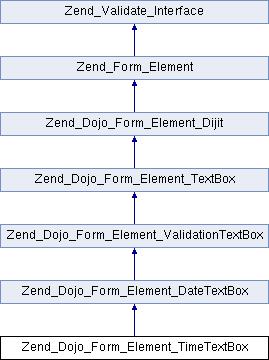 Zend_Validate_Interface
Zend_Form_Element
Zend_Dojo_Form_Element_Dijit
Zend_Dojo_Form_Element_TextBox
Zend_Dojo_Form_Element_ValidationTextBox
Zend_Dojo_Form_Element_DateTextBox
Zend_Dojo_Form_Element_TimeTextBox